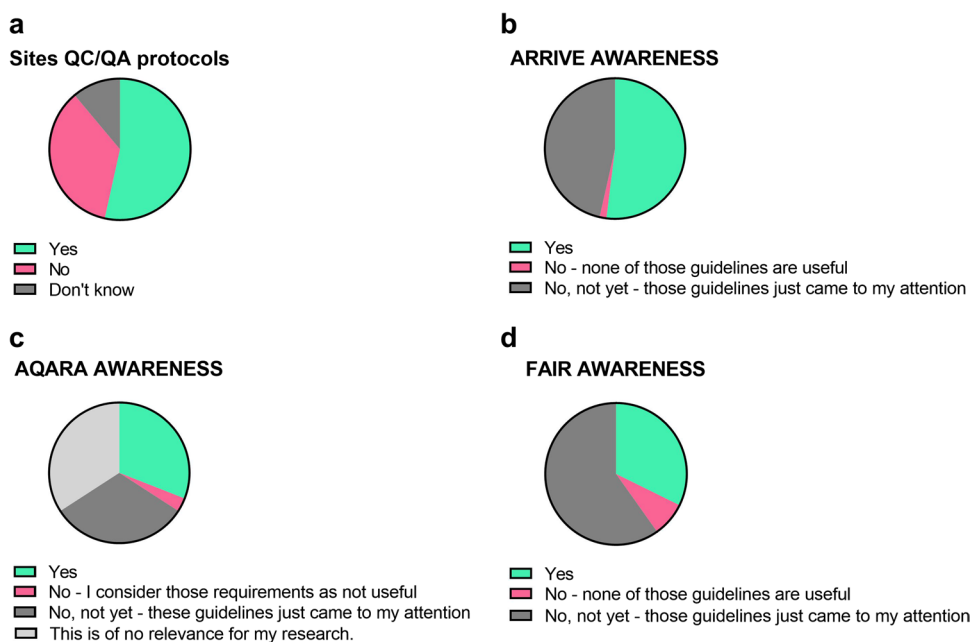 a
Sites QC/QA protocols
Yes
No
Don't know
b
ARRIVE AWARENESS
Yes
No - none of those guidelines are useful
No, not yet - those guidelines just came to my attention
c
AQARA AWARENESS
Yes
No - I consider those requirements as not useful
No, not yet - these guidelines just came to my attention
This is of no relevance for my research.
d
FAIR AWARENESS
Yes
No - none of those guidelines are useful
No, not yet - those guidelines just came to my attention